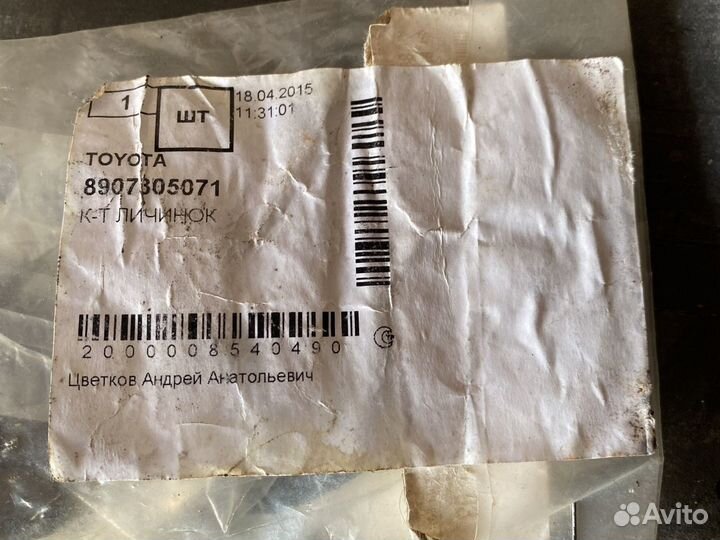 1
ШТ
18.04.2015
11:31:01
TOYOTA
8907305071
К-Т ЛИЧИНОК
2000008540490
Цветков Андрей Анатольевич
Avito